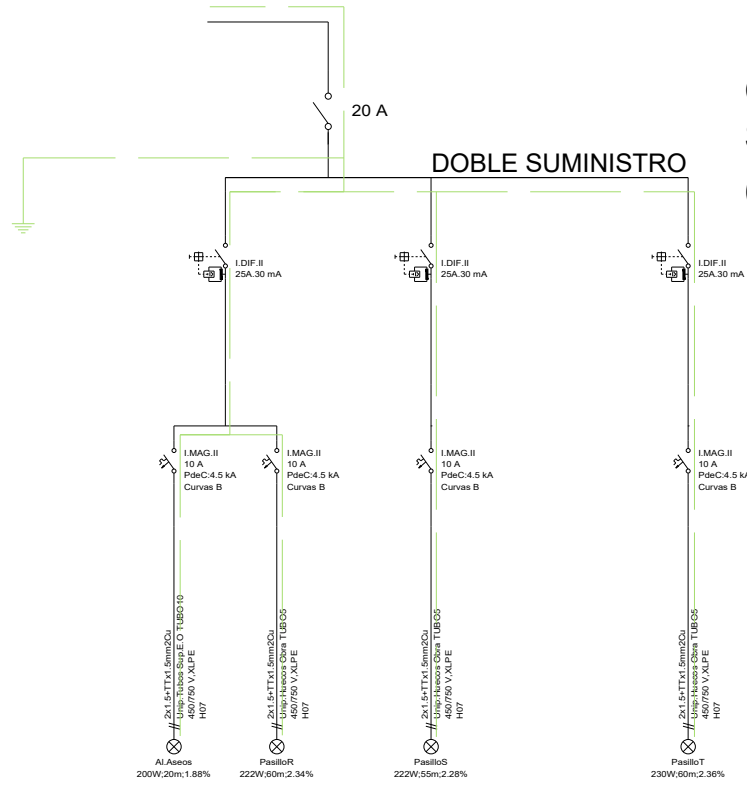 20 A
DOBLE SUMINISTRO
I.DIF.II
25A.30 mA
I.DIF.II
25A.30 mA
I.DIF.II
25A.30 mA
I.MAG.II
10 A
PdeC:4.5 kA
Curvas B
I.MAG.II
10 A
PdeC:4.5 kA
Curvas B
I.MAG.II
10 A
PdeC:4.5 kA
Curvas B
I.MAG.II
10 A
PdeC:4.5 kA
Curvas B
2x1.5+TTx1.5mm2Cu
Unip.Tubos Sup.E.O TUBO10
450/750 V,XLPE
H07
2x1.5+TTx1.5mm2Cu
Unip.Huecos Obra TUBO5
450/750 V,XLPE
H07
2x1.5+TTx1.5mm2Cu
Unip.Huecos Obra TUBO5
450/750 V,XLPE
H07
2x1.5+TTx1.5mm2Cu
Unip.Huecos Obra TUBO5
450/750 V,XLPE
H07
Al.Aseos
200W;20m;1.88%
PasilloR
222W;60m;2.34%
PasilloS
222W;55m;2.28%
PasilloT
230W;60m;2.36%